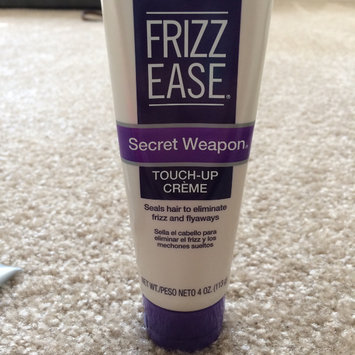 FRIZZ
EASE®
Secret Weapon®
TOUCH-UP
CRÈME
Seals hair to eliminate
frizz and flyaways
Sella el cabello para
eliminar el frizz y los
mechones sueltos
NET WT./PESO NETO 4 OZ. (113 g)